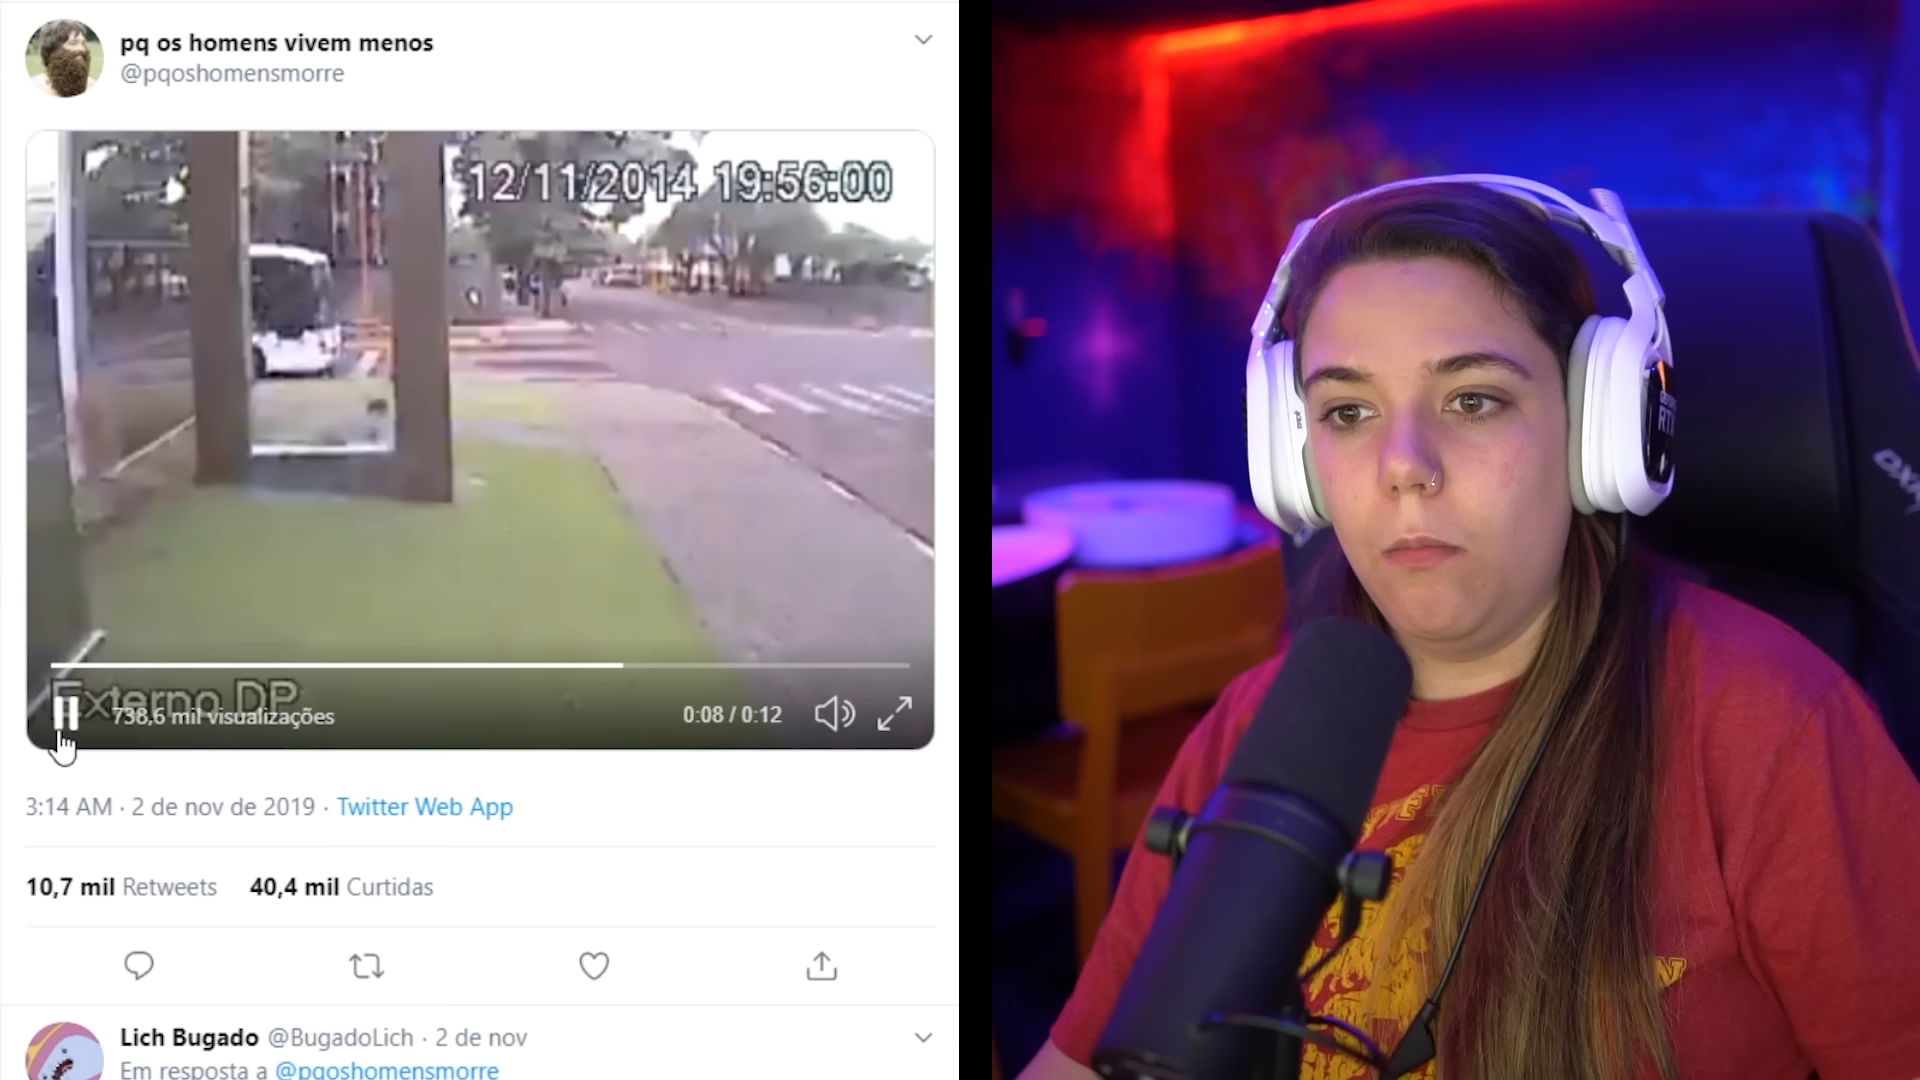 pq os homens vivem menos
@pqoshomensmorre
12/11/2014 19:56:00
Externo DP
738,6 mil visualizações
0:08 / 0:12
3:14 AM · 2 de nov de 2019 · Twitter Web App
10,7 mil Retweets 40,4 mil Curtidas
Lich Bugado @BugadoLich · 2 de nov
Em resposta a @pqoshomensmorre